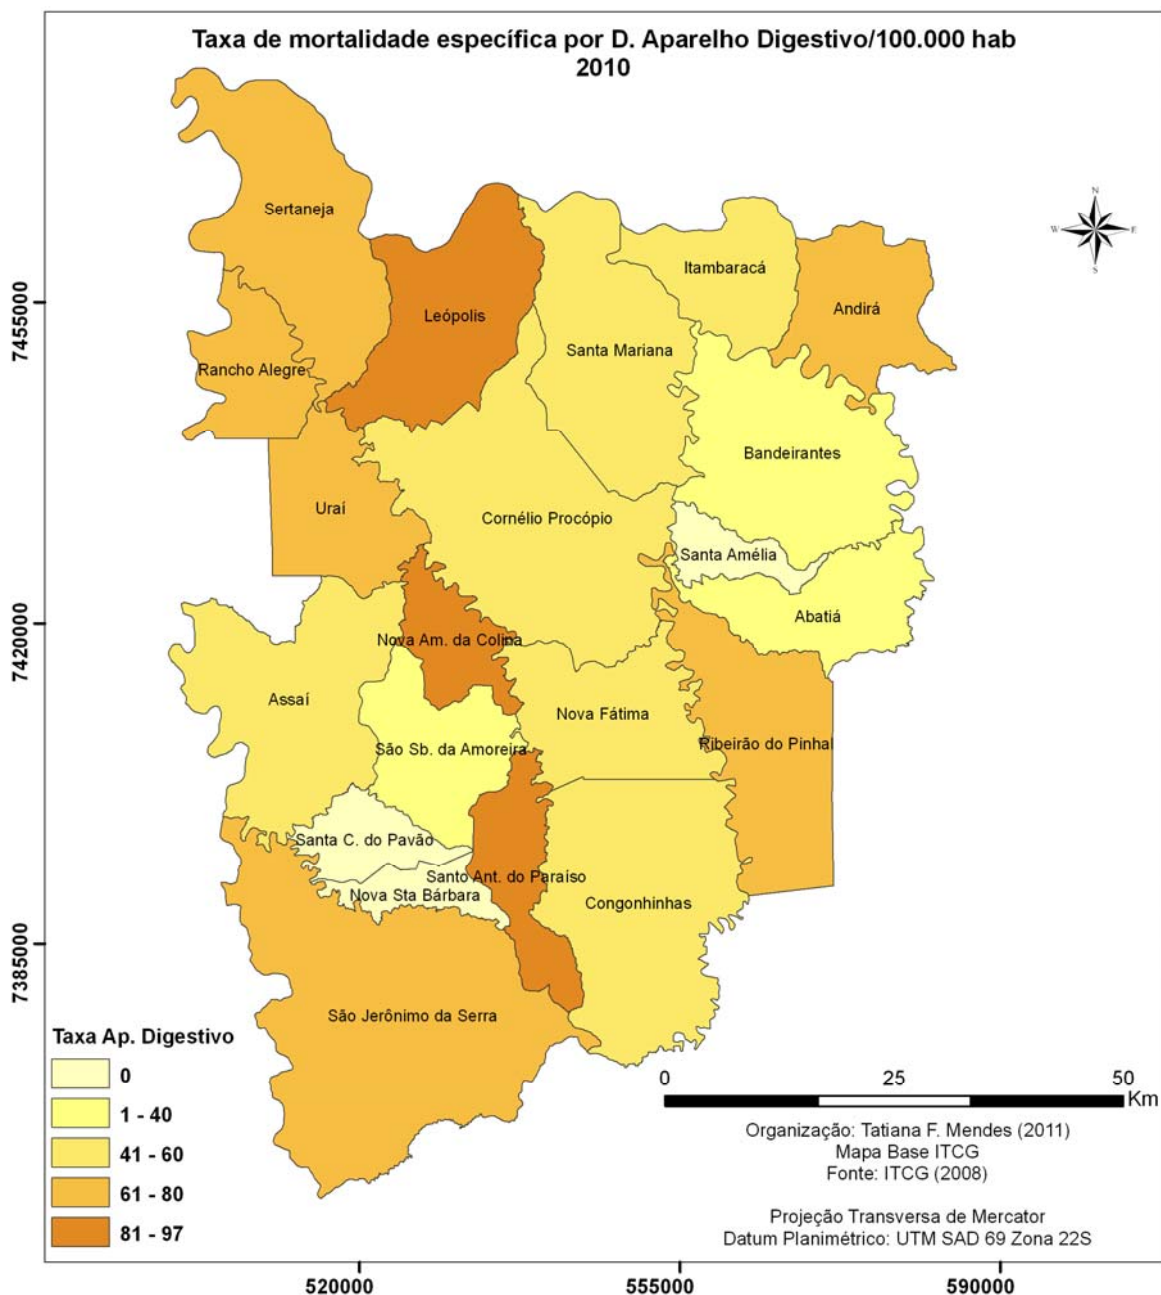 Taxa de mortalidade específica por D. Aparelho Digestivo/100.000 hab
2010
N
W
E
S
Sertaneja
Itambaracá
Leópolis
Andirá
Santa Mariana
Rancho Alegre
Bandeirantes
Uraí
Cornélio Procópio
Santa Amélia
Abatiá
Nova Am. da Colina
Assaí
Nova Fátima
São Sb. da Amoreira
Ribeirão do Pinhal
Santa C. do Pavão
Santo Ant. do Paraíso
Nova Sta Bárbara
Congonhinhas
São Jerônimo da Serra
7455000
7420000
7385000
Taxa Ap. Digestivo
0
1 - 40
41 - 60
61 - 80
81 - 97
0 25 50
Km
Organização: Tatiana F. Mendes (2011)
Mapa Base ITCG
Fonte: ITCG (2008)
Projeção Transversa de Mercator
Datum Planimétrico: UTM SAD 69 Zona 22S
520000 555000 590000